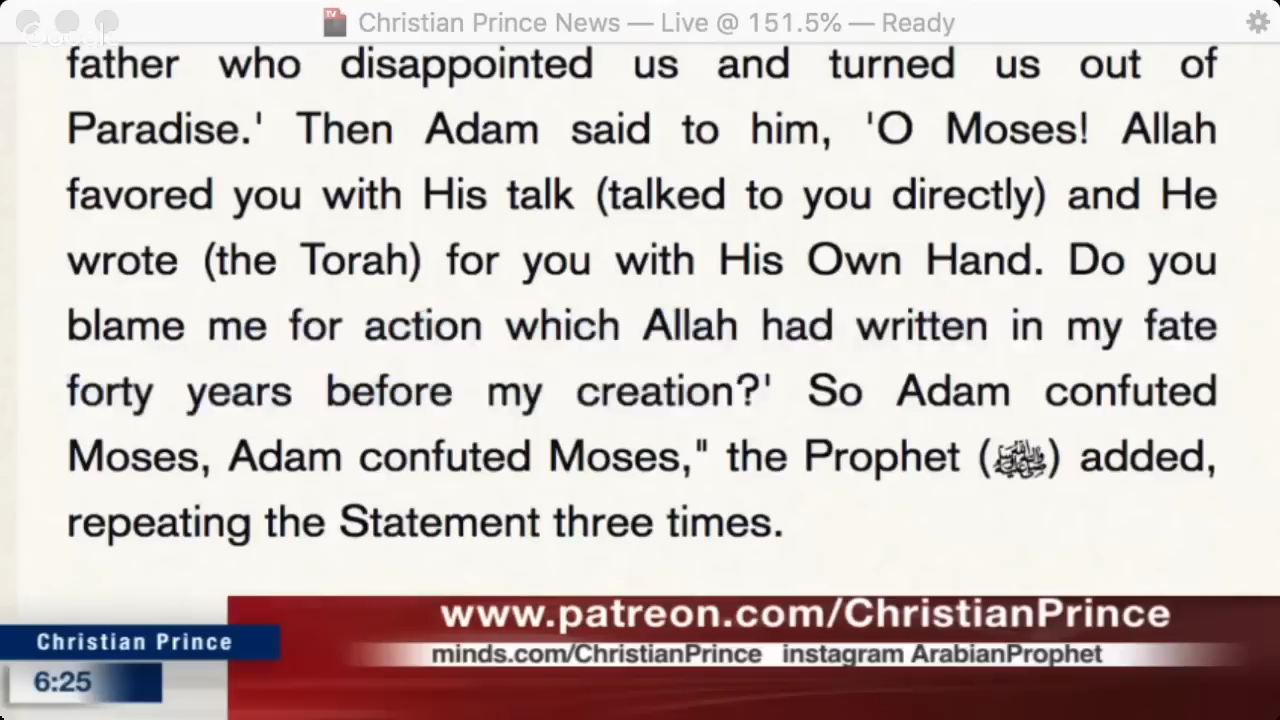 Christian Prince News — Live @ 151.5% — Ready
Google
father who disappointed us and turned us out of
Paradise.' Then Adam said to him, 'O Moses! Allah
favored you with His talk (talked to you directly) and He
wrote (the Torah) for you with His Own Hand. Do you
blame me for action which Allah had written in my fate
forty years before my creation?' So Adam confuted
Moses, Adam confuted Moses," the Prophet (ﷺ) added,
repeating the Statement three times.
www.patreon.com/ChristianPrince
Christian Prince
minds.com/ChristianPrince instagram ArabianProphet
6:25